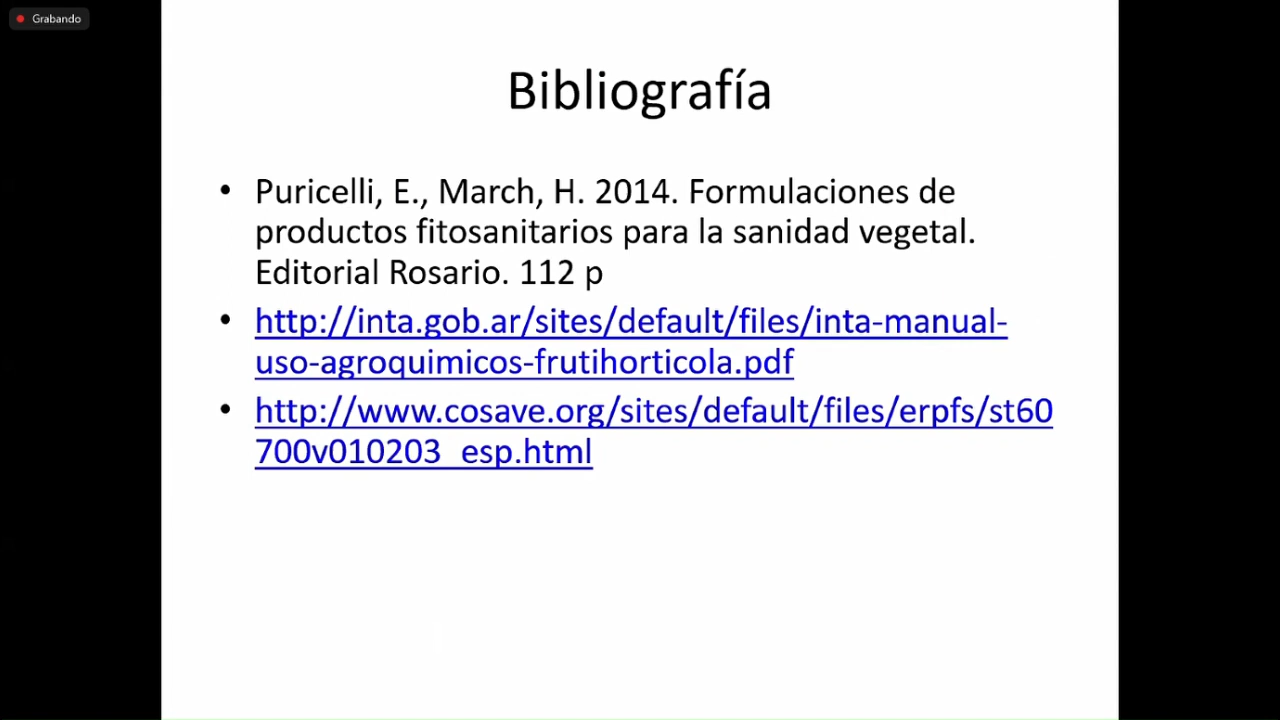 Grabando
Bibliografía
• Puricelli, E., March, H. 2014. Formulaciones de
productos fitosanitarios para la sanidad vegetal.
Editorial Rosario. 112 p
• http://inta.gob.ar/sites/default/files/inta-manual-
uso-agroquimicos-frutihorticola.pdf
• http://www.cosave.org/sites/default/files/erpfs/st60
700v010203_esp.html